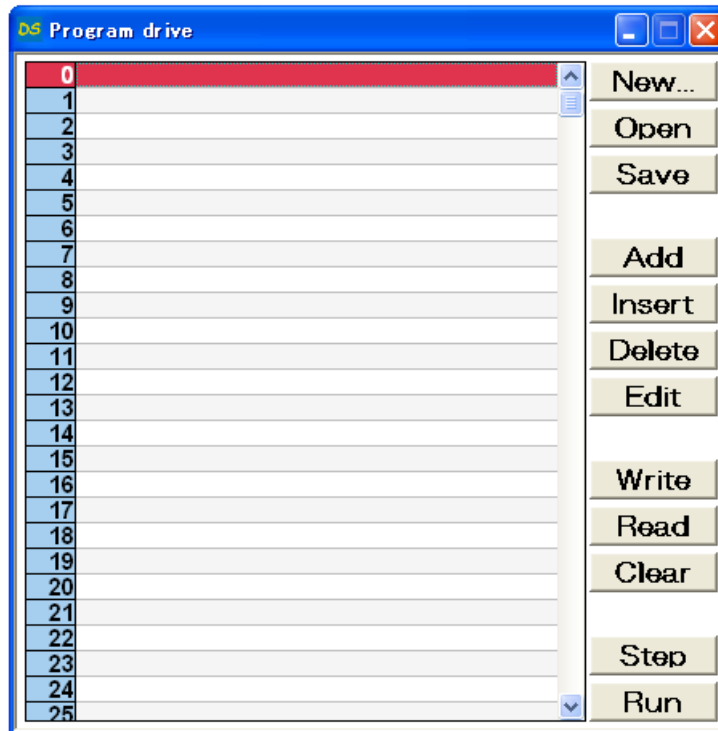 DS Program drive
0
1
2
3
4
5
6
7
8
9
10
11
12
13
14
15
16
17
18
19
20
21
22
23
24
25
New...
Open
Save
Add
Insert
Delete
Edit
Write
Read
Clear
Step
Run